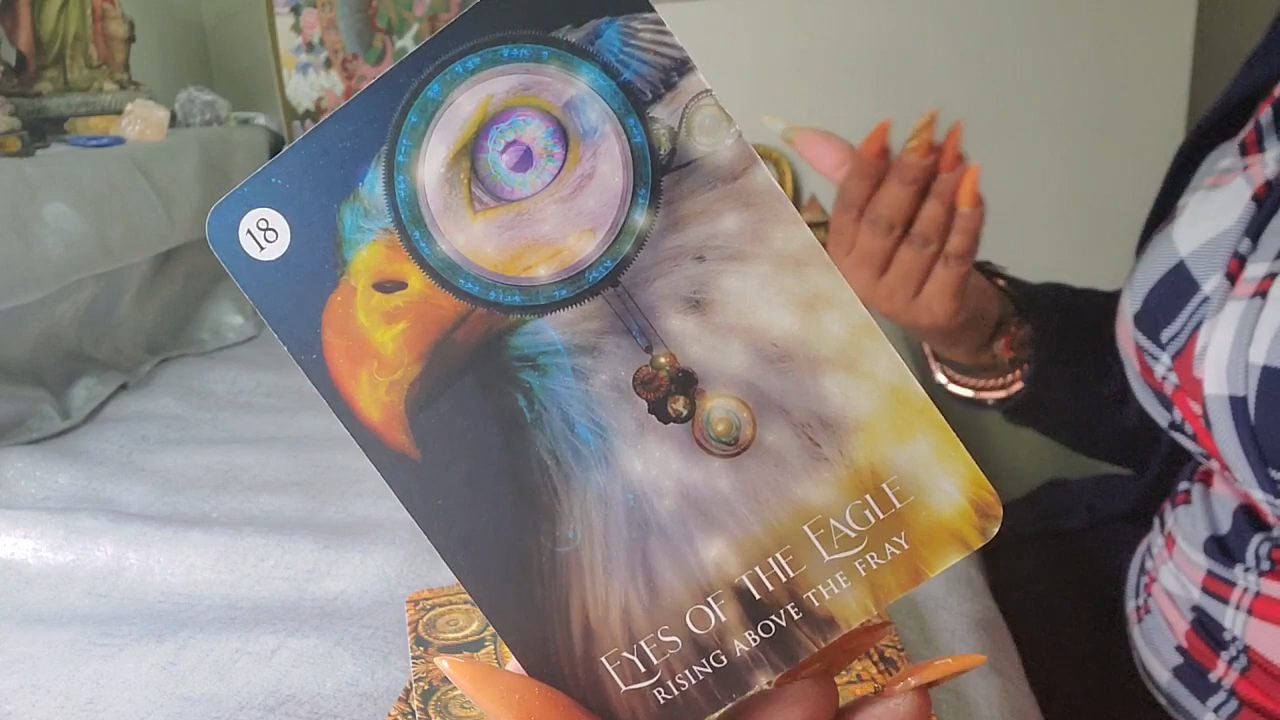 18
EYES OF THE EAGLE
RISING ABOVE THE FRAY